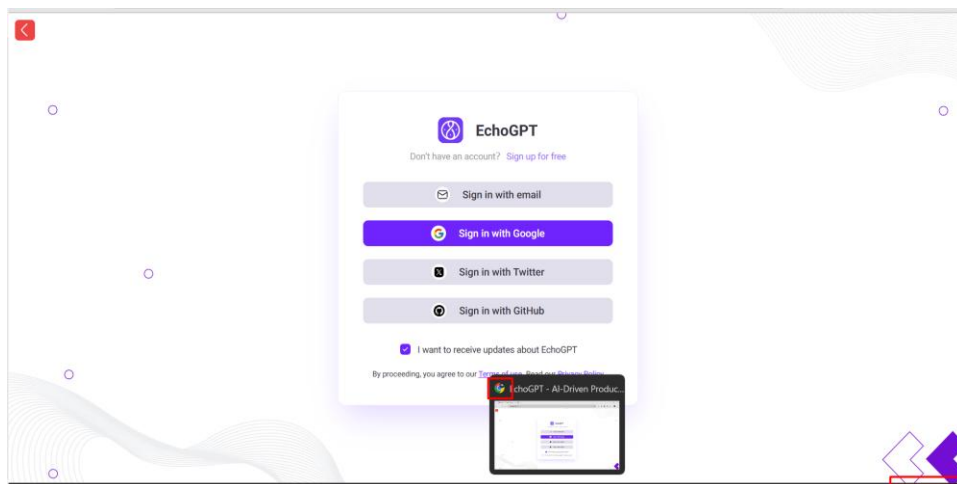 EchoGPT
Don't have an account? Sign up for free
Sign in with email
Sign in with Google
Sign in with Twitter
Sign in with GitHub
I want to receive updates about EchoGPT
By proceeding, you agree to our Terms of use. Read our Privacy Policy
EchoGPT - AI-Driven Produc...